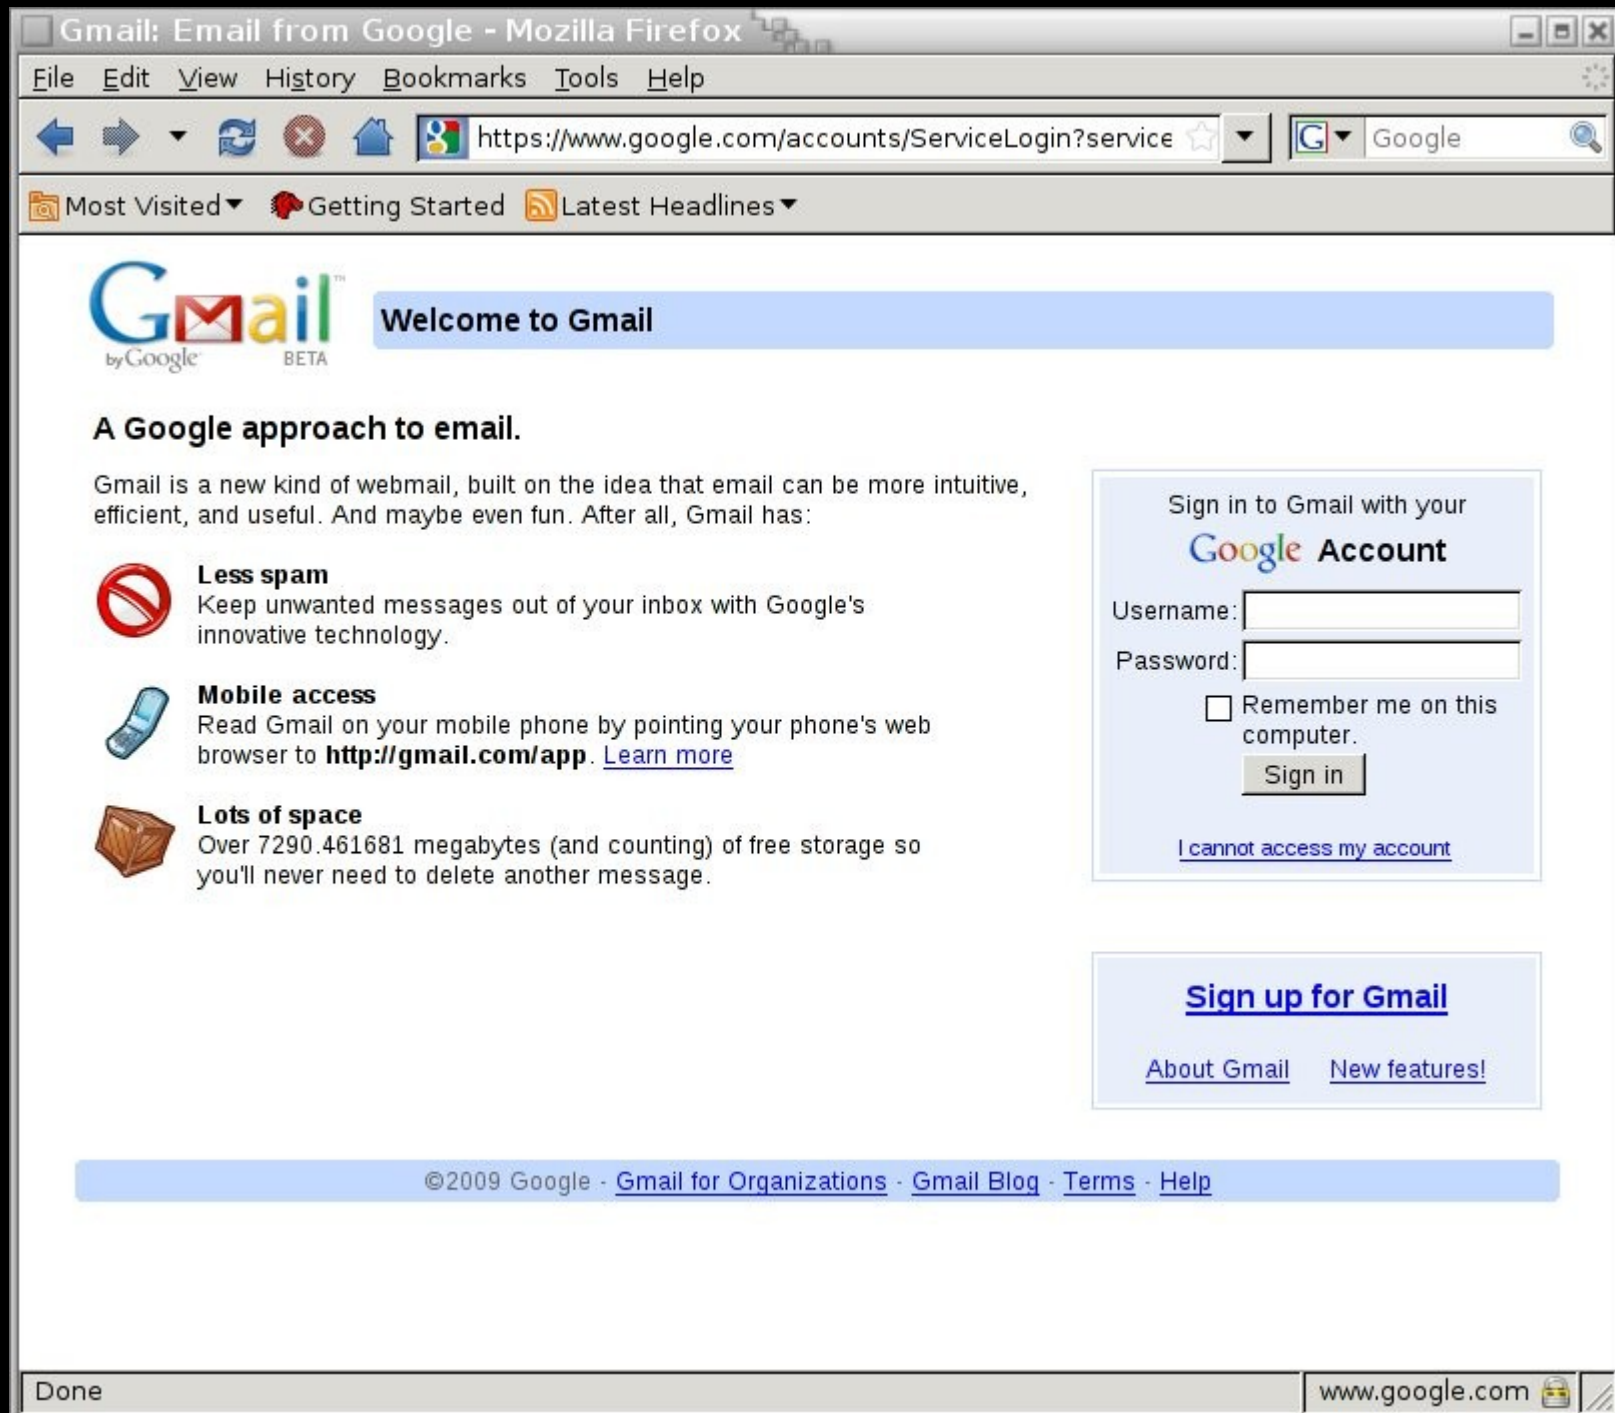 Gmail: Email from Google - Mozilla Firefox
File Edit View History Bookmarks Tools Help
https://www.google.com/accounts/ServiceLogin?service
G Google
Most Visited Getting Started Latest Headlines
Gmail™
by Google BETA
Welcome to Gmail
A Google approach to email.
Gmail is a new kind of webmail, built on the idea that email can be more intuitive,
efficient, and useful. And maybe even fun. After all, Gmail has:
Less spam
Keep unwanted messages out of your inbox with Google's
innovative technology.
Mobile access
Read Gmail on your mobile phone by pointing your phone's web
browser to http://gmail.com/app. Learn more
Lots of space
Over 7290.461681 megabytes (and counting) of free storage so
you'll never need to delete another message.
Sign in to Gmail with your
Google Account
Username:
Password:
Remember me on this
computer.
Sign in
I cannot access my account
Sign up for Gmail
About Gmail New features!
©2009 Google - Gmail for Organizations - Gmail Blog - Terms - Help
Done
www.google.com